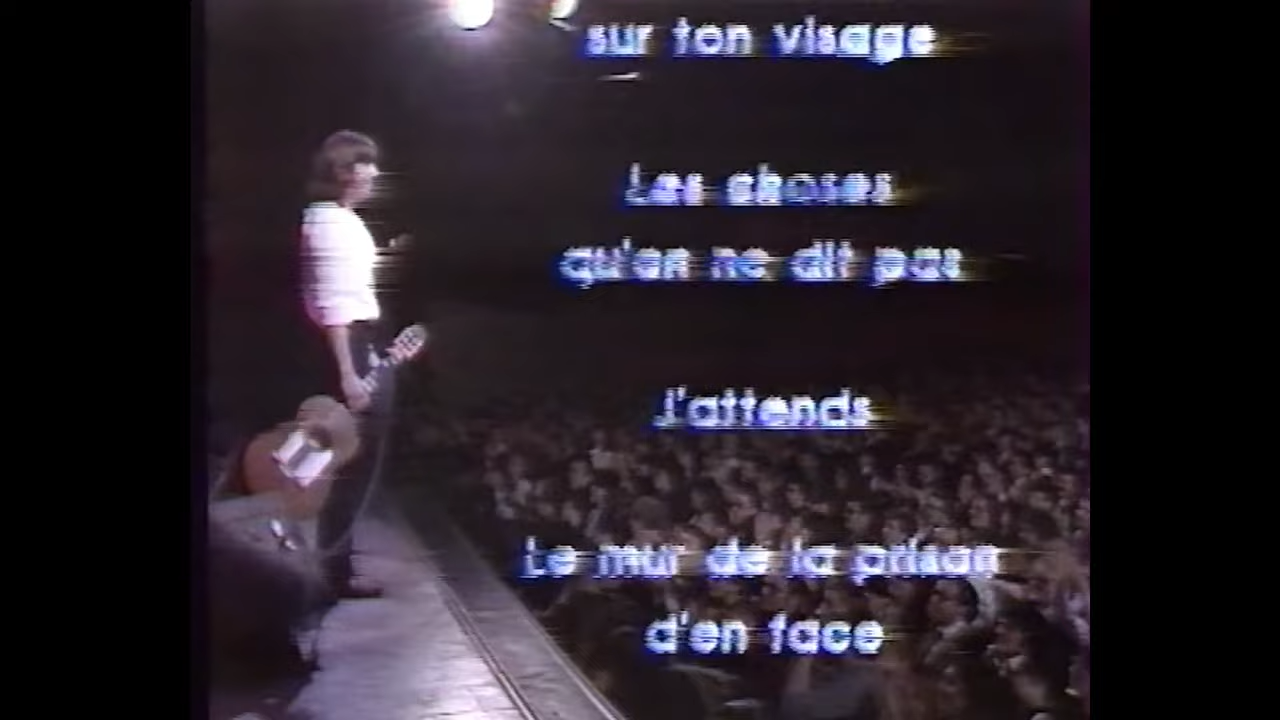 sur ton visage
Les choses
qu'on ne dit pas
J'attends
Le mur de la prison
d'en face